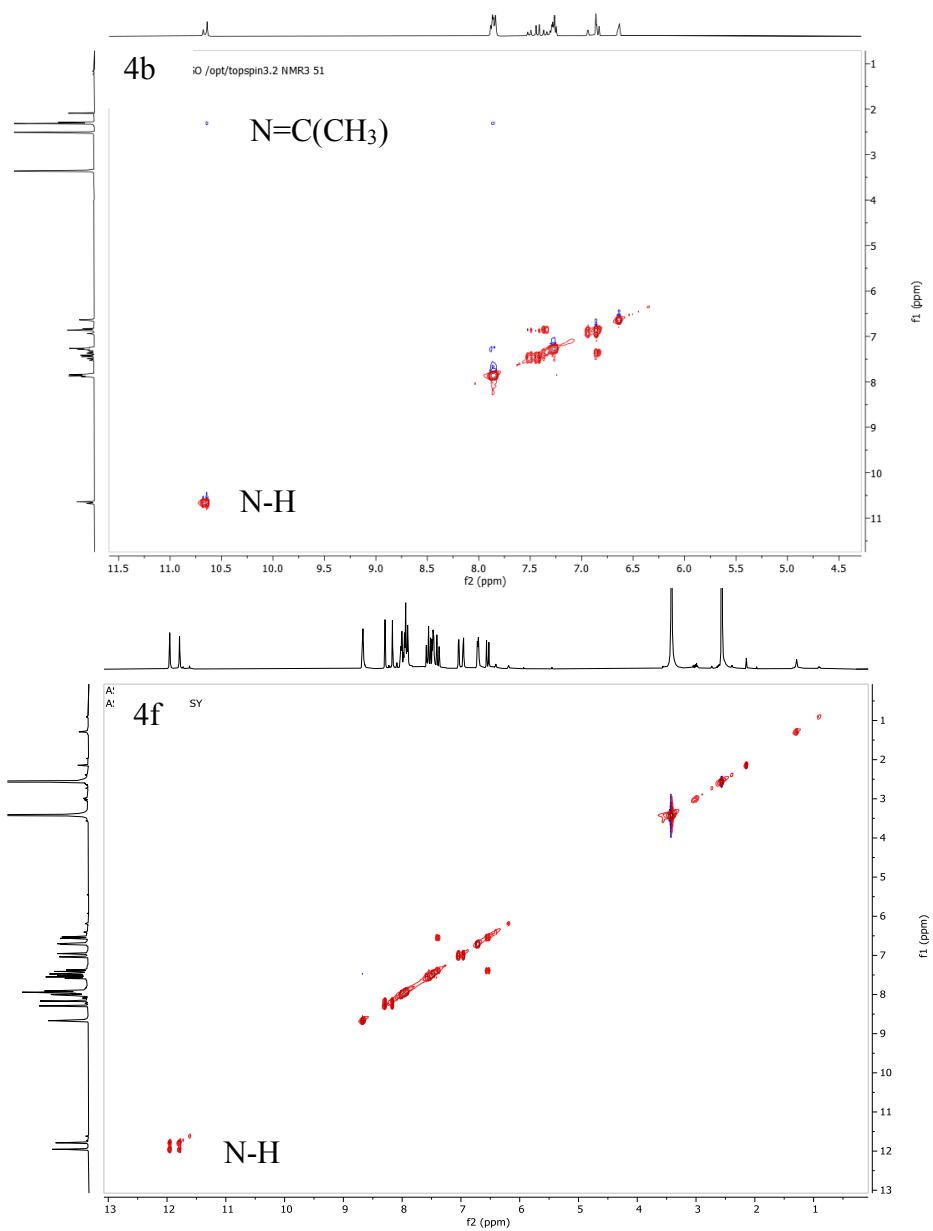 4b
SO /opt/topspin3.2 NMR3 51
N=C(CH₃)
N-H
1
2
3
4
5
6
7
8
9
10
11
f1 (ppm)
11.5 11.0 10.5 10.0 9.5 9.0 8.5 8.0 7.5 7.0 6.5 6.0 5.5 5.0 4.5
f2 (ppm)
4f
SY
N-H
1
2
3
4
5
6
7
8
9
10
11
12
13
f1 (ppm)
13 12 11 10 9 8 7 6 5 4 3 2 1
f2 (ppm)